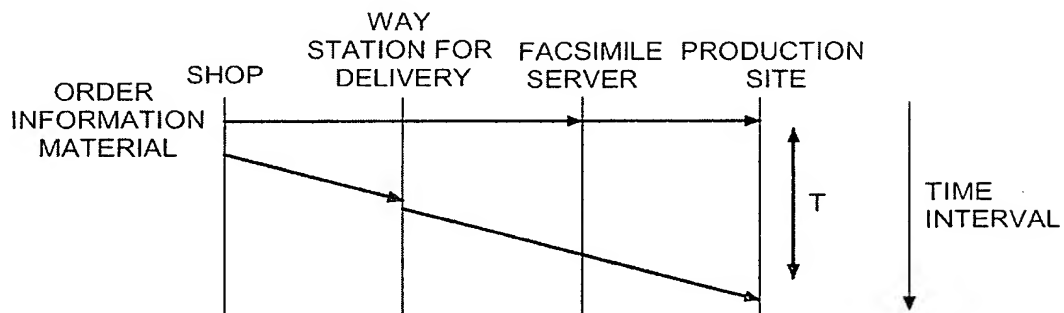 WAY
STATION FOR
DELIVERY
FACSIMILE
SERVER
PRODUCTION
SITE
SHOP
ORDER
INFORMATION
MATERIAL
T
TIME
INTERVAL